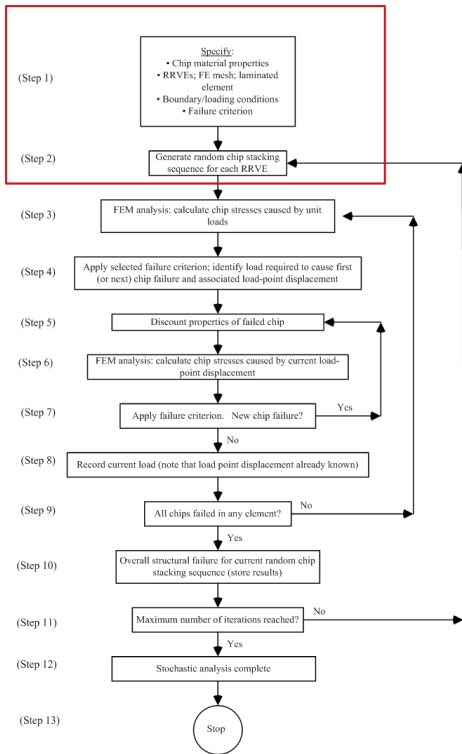 (Step 1)
Specify:
• Chip material properties
• RRVEs; FE mesh; laminated
element
• Boundary/loading conditions
• Failure criterion
(Step 2)
Generate random chip stacking
sequence for each RRVE
(Step 3)
FEM analysis: calculate chip stresses caused by unit
loads
(Step 4)
Apply selected failure criterion; identify load required to cause first
(or next) chip failure and associated load-point displacement
(Step 5)
Discount properties of failed chip
(Step 6)
FEM analysis: calculate chip stresses caused by current load-
point displacement
(Step 7)
Apply failure criterion. New chip failure?
Yes
No
(Step 8)
Record current load (note that load point displacement already known)
(Step 9)
All chips failed in any element?
No
Yes
(Step 10)
Overall structural failure for current random chip
stacking sequence (store results)
(Step 11)
Maximum number of iterations reached?
No
Yes
(Step 12)
Stochastic analysis complete
(Step 13)
Stop